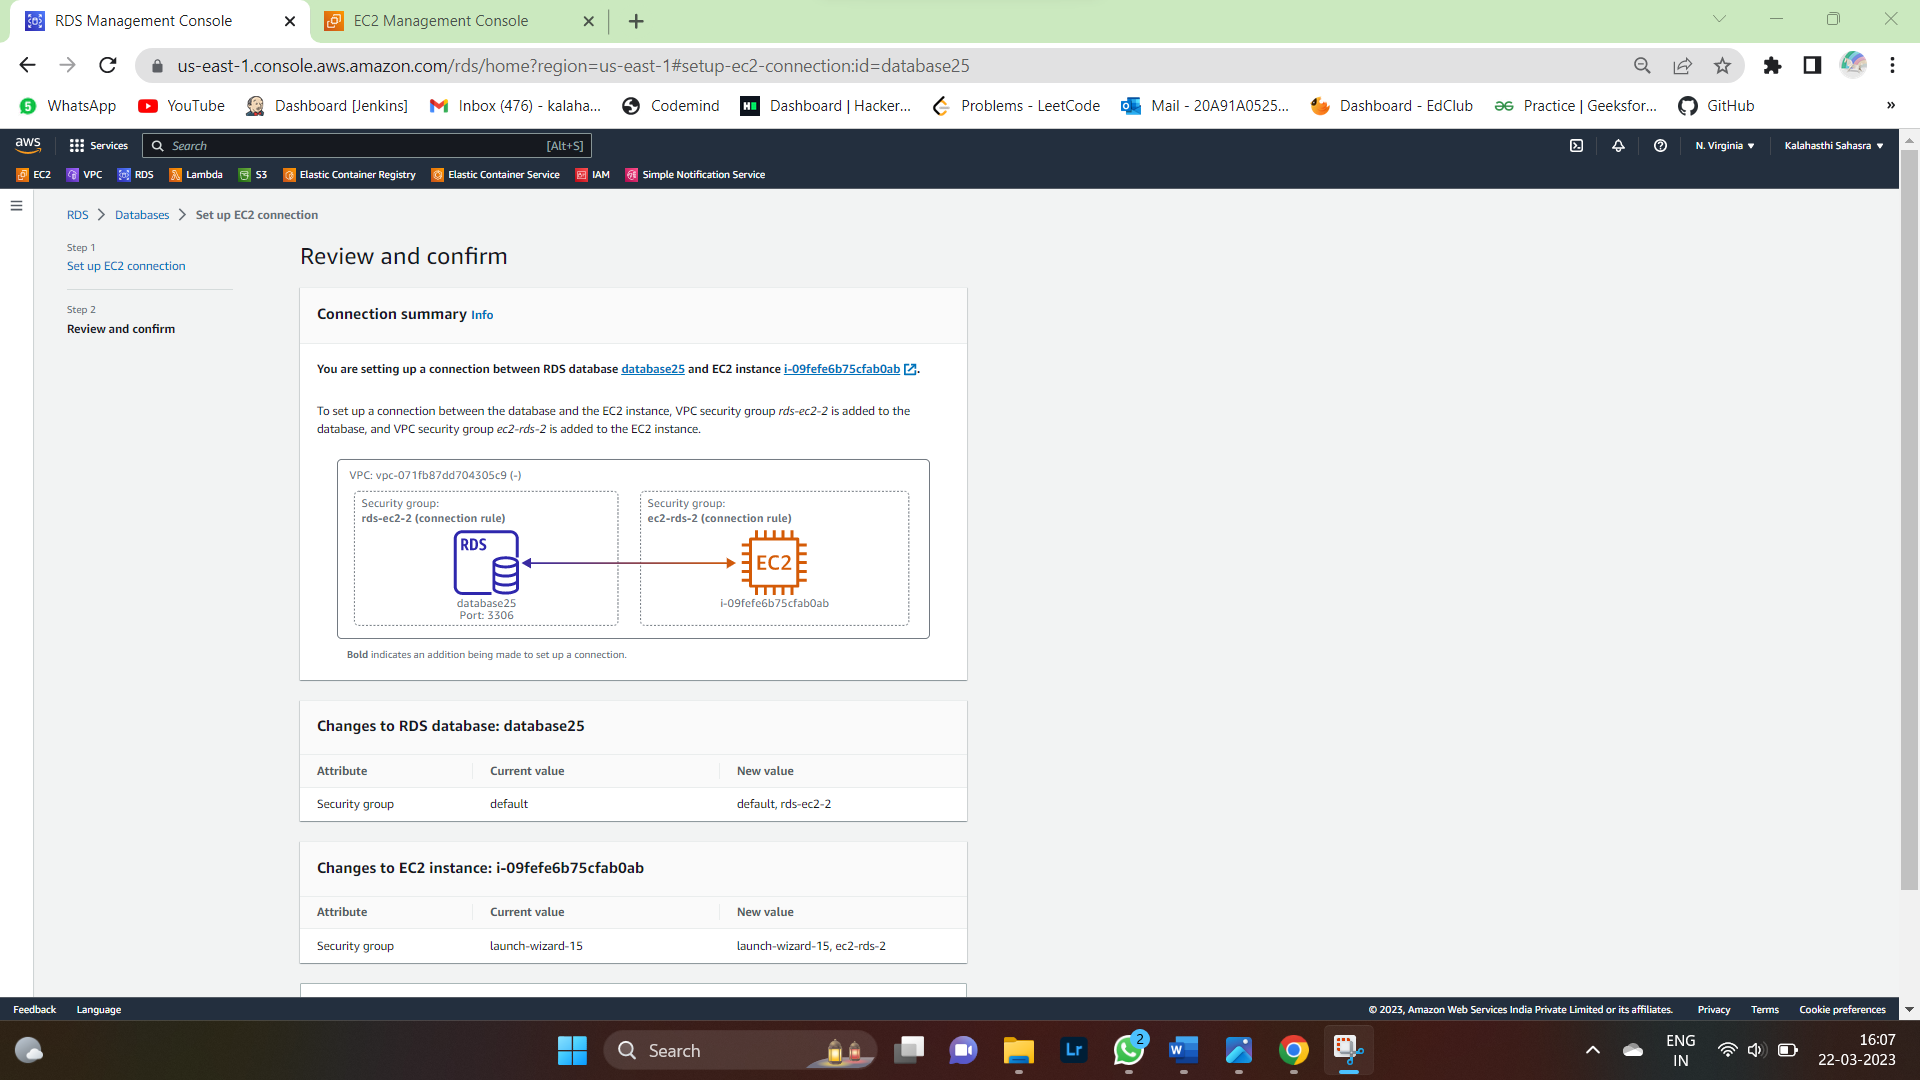 RDS Management Console
EC2 Management Console
us-east-1.console.aws.amazon.com/rds/home?region=us-east-1#setup-ec2-connection:id=database25
WhatsApp
YouTube
Dashboard [Jenkins]
Inbox (476) - kalaha...
Codemind
Dashboard | Hacker...
Problems - LeetCode
Mail - 20A91A0525...
Dashboard - EdClub
Practice | Geeksfor...
GitHub
»
aws
Services
Search
[Alt+S]
N. Virginia
Kalahasthi Sahasra
EC2
VPC
RDS
Lambda
S3
Elastic Container Registry
Elastic Container Service
IAM
Simple Notification Service
RDS > Databases > Set up EC2 connection
Step 1
Set up EC2 connection
Step 2
Review and confirm
Review and confirm
Connection summary Info
You are setting up a connection between RDS database database25 and EC2 instance i-09fefe6b75cfab0ab.
To set up a connection between the database and the EC2 instance, VPC security group rds-ec2-2 is added to the
database, and VPC security group ec2-rds-2 is added to the EC2 instance.
VPC: vpc-071fb87dd704305c9 (-)
Security group:
rds-ec2-2 (connection rule)
RDS
database25
Port: 3306
Security group:
ec2-rds-2 (connection rule)
EC2
i-09fefe6b75cfab0ab
Bold indicates an addition being made to set up a connection.
Changes to RDS database: database25
Attribute Current value New value
Security group default default, rds-ec2-2
Changes to EC2 instance: i-09fefe6b75cfab0ab
Attribute Current value New value
Security group launch-wizard-15 launch-wizard-15, ec2-rds-2
Feedback
Language
© 2023, Amazon Web Services India Private Limited or its affiliates.
Privacy
Terms
Cookie preferences
Search
Lr
2
W
ENG
IN
16:07
22-03-2023